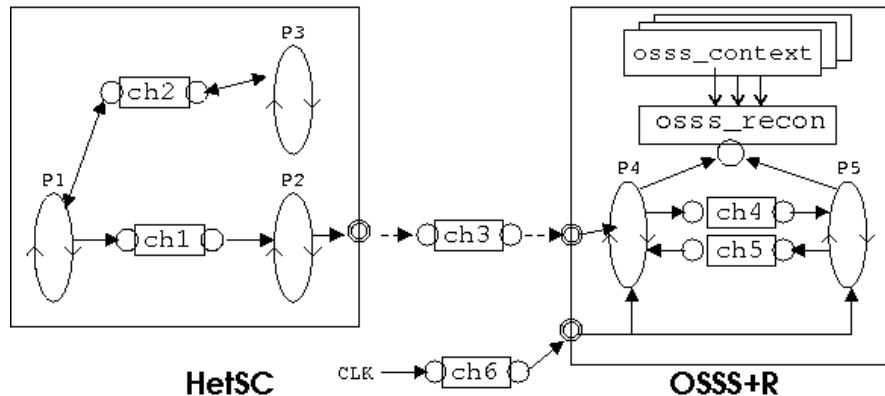 P3
ch2
P1
P2
ch1
HetSC
ch3
CLK
ch6
osss_context
osss_recon
P4
P5
ch4
ch5
OSSS+R